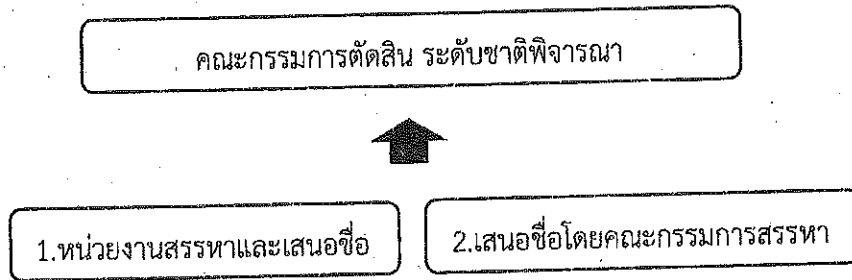 คณะกรรมการตัดสิน ระดับชาติพิจารณา
1.หน่วยงานสรรหาและเสนอชื่อ
2.เสนอชื่อโดยคณะกรรมการสรรหา